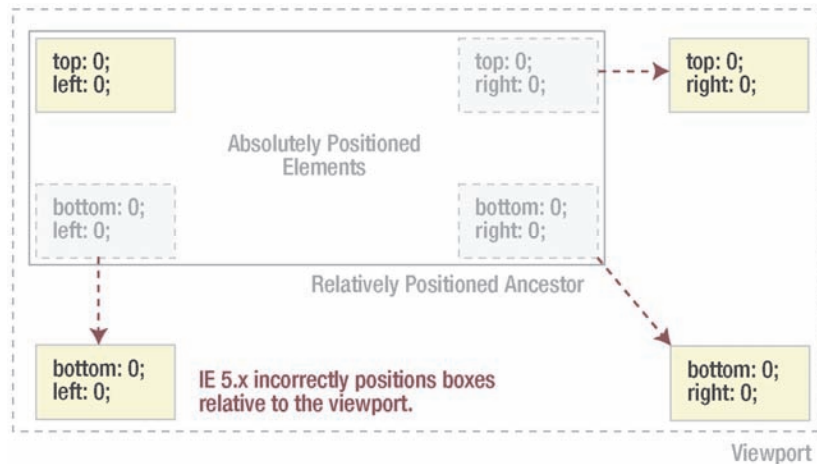 top: 0;
left: 0;
top: 0;
right: 0;
top: 0;
right: 0;
Absolutely Positioned
Elements
bottom: 0;
left: 0;
bottom: 0;
right: 0;
Relatively Positioned Ancestor
bottom: 0;
left: 0;
IE 5.x incorrectly positions boxes
relative to the viewport.
bottom: 0;
right: 0;
Viewport